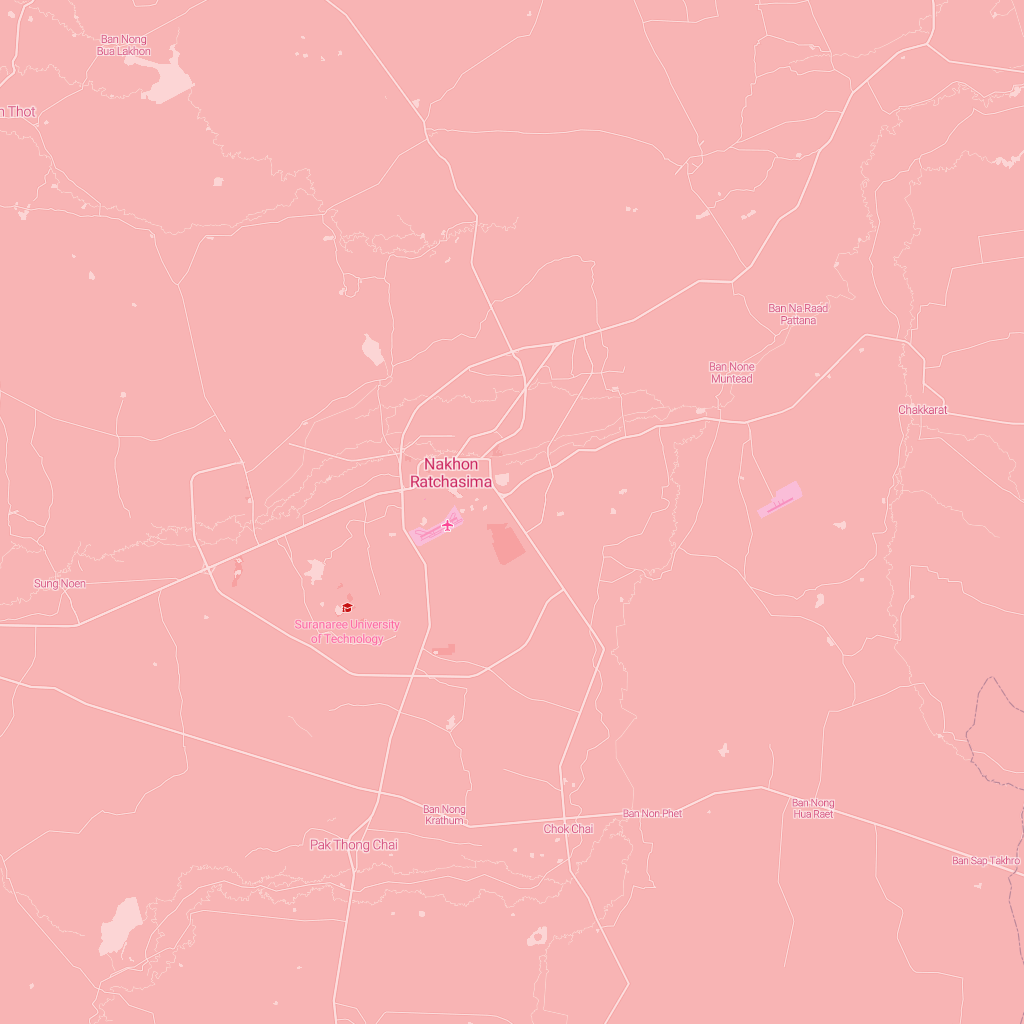 Ban Nong
Bua Lakhon
n Thot
Ban Na Raad
Pattana
Ban None
Muntead
Chakkarat
Nakhon
Ratchasima
Sung Noen
Suranaree University
of Technology
Ban Nong
Krathum
Chok Chai
Ban Non Phet
Ban Nong
Hua Raet
Pak Thong Chai
Ban Sap Takhro